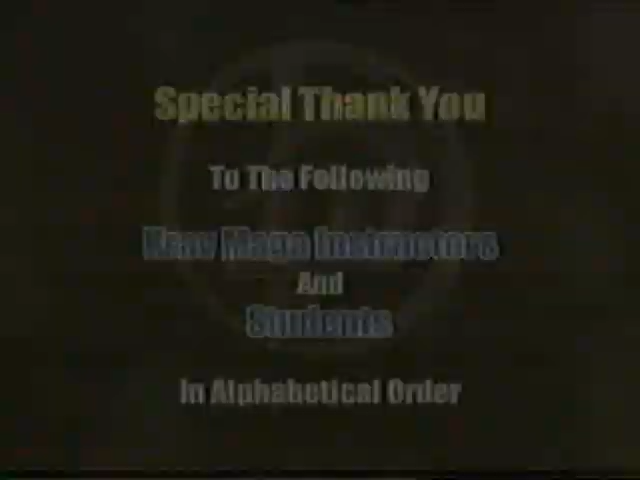 Special Thank You
To The Following
Krav Maga Instructors
And
Students
In Alphabetical Order